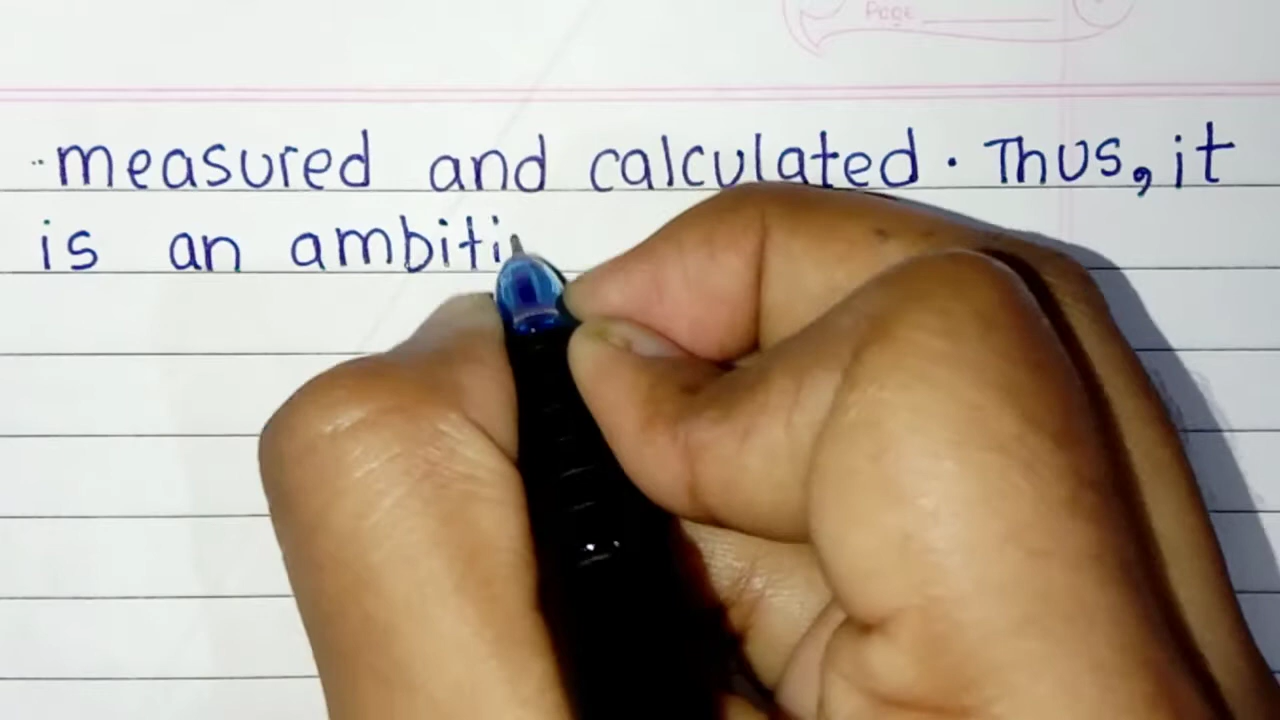 Page
measured and calculated. Thus, it
is an ambiti